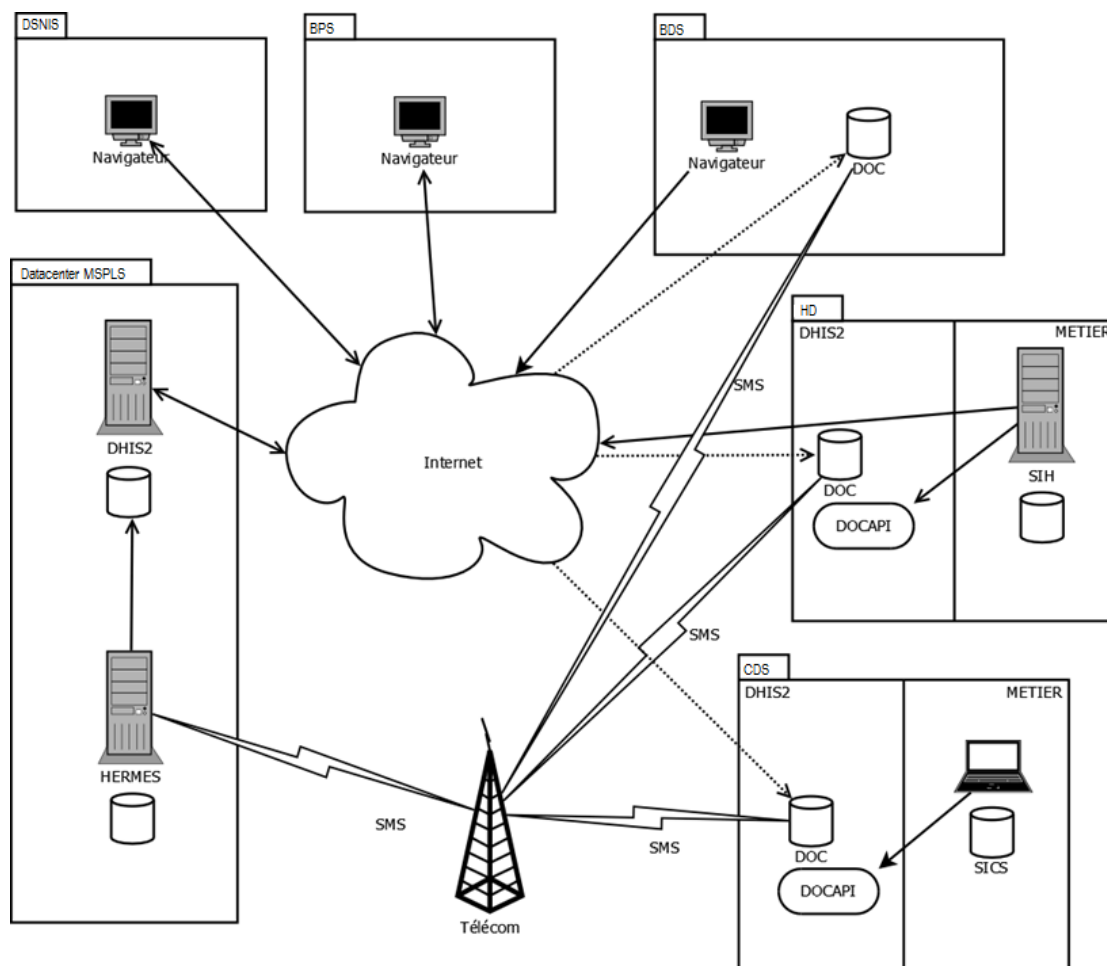 DSNIS
BPS
BDS
Navigateur
Navigateur
Navigateur
DOC
Datacenter MSPLS
DHIS2
HERMES
Internet
SMS
HD
DHIS2
METIER
DOC
DOCAPI
SIH
SMS
CDS
DHIS2
METIER
DOC
DOCAPI
SICS
SMS
SMS
Télécom